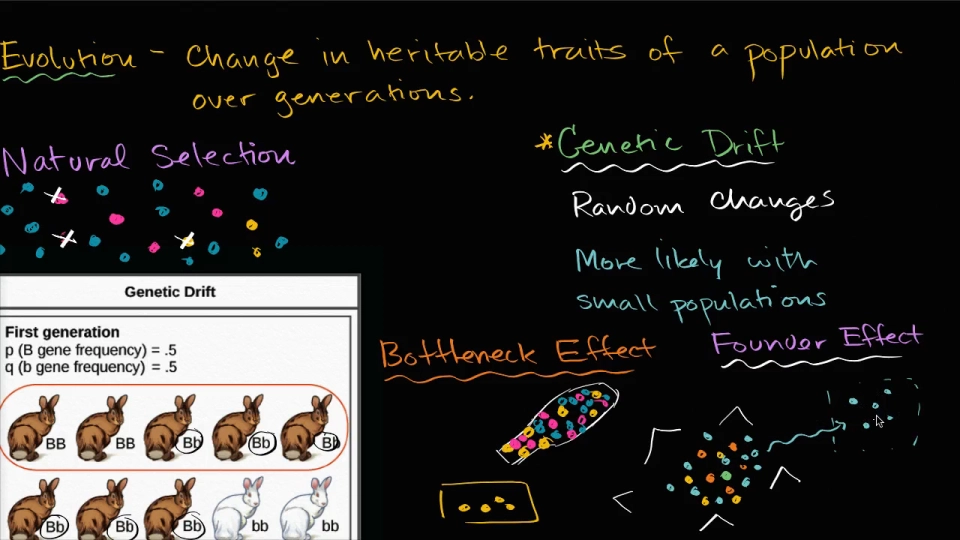 Evolution - Change in heritable traits of a population
over generations.
Natural Selection
*Genetic Drift
Random changes
More likely with
small populations
Genetic Drift
First generation
p (B gene frequency) = .5
q (b gene frequency) = .5
BB BB Bb Bb Bb
Bb Bb Bb bb bb
Bottleneck Effect
Founder Effect